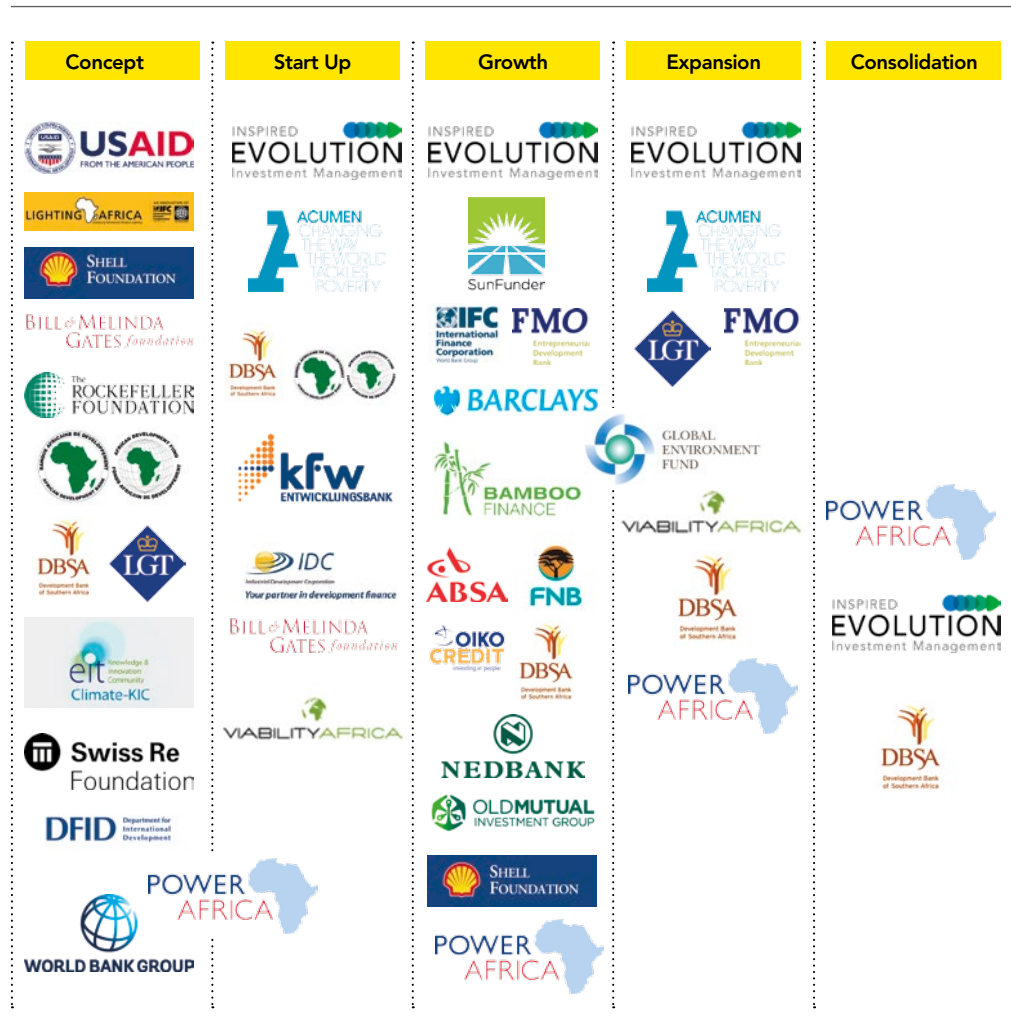 Concept
USAID
FROM THE AMERICAN PEOPLE
LIGHTING AFRICA
IFC
SHELL
FOUNDATION
BILL & MELINDA
GATES foundation
The
ROCKEFELLER
FOUNDATION
DBSA
Development Bank
of Southern Africa
LGT
eit Knowledge &
Innovation
Community
Climate-KIC
Swiss Re
Foundation
DFID Department for
International
Development
WORLD BANK GROUP
POWER
AFRICA
Start Up
INSPIRED
EVOLUTION
Investment Management
ACUMEN
CHANGING
THE WAY
THE WORLD
TACKLES
POVERTY
DBSA
Development Bank
of Southern Africa
kfw
ENTWICKLUNGSBANK
IDC
Industrial Development Corporation
Your partner in development finance
BILL & MELINDA
GATES foundation
VIABILITYAFRICA
Growth
INSPIRED
EVOLUTION
Investment Management
SunFunder
IFC
International
Finance
Corporation
World Bank Group
FMO
Entrepreneurial
Development
Bank
BARCLAYS
BAMBOO
FINANCE
ABSA
FNB
OIKO
CREDIT
investing in people
DBSA
Development Bank
of Southern Africa
NEDBANK
OLDMUTUAL
INVESTMENT GROUP
SHELL
FOUNDATION
POWER
AFRICA
Expansion
INSPIRED
EVOLUTION
Investment Management
ACUMEN
CHANGING
THE WAY
THE WORLD
TACKLES
POVERTY
LGT
FMO
Entrepreneurial
Development
Bank
GLOBAL
ENVIRONMENT
FUND
VIABILITYAFRICA
DBSA
Development Bank
of Southern Africa
POWER
AFRICA
Consolidation
POWER
AFRICA
INSPIRED
EVOLUTION
Investment Management
DBSA
Development Bank
of Southern Africa